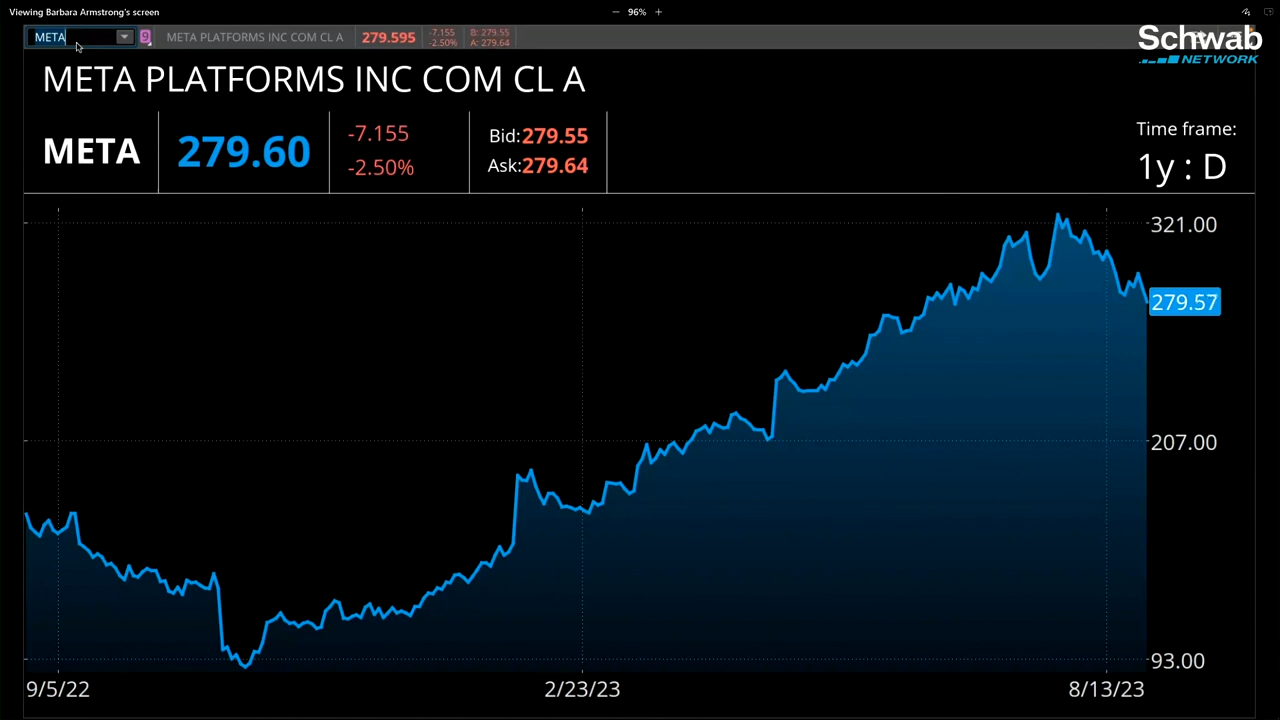 Viewing Barbara Armstrong's screen
96%
META
9
META PLATFORMS INC COM CL A
279.595
-7.155
-2.50%
B: 279.55
A: 279.64
Schwab
NETWORK
META PLATFORMS INC COM CL A
META
279.60
-7.155
-2.50%
Bid:279.55
Ask:279.64
Time frame:
1y : D
321.00
279.57
207.00
93.00
9/5/22
2/23/23
8/13/23